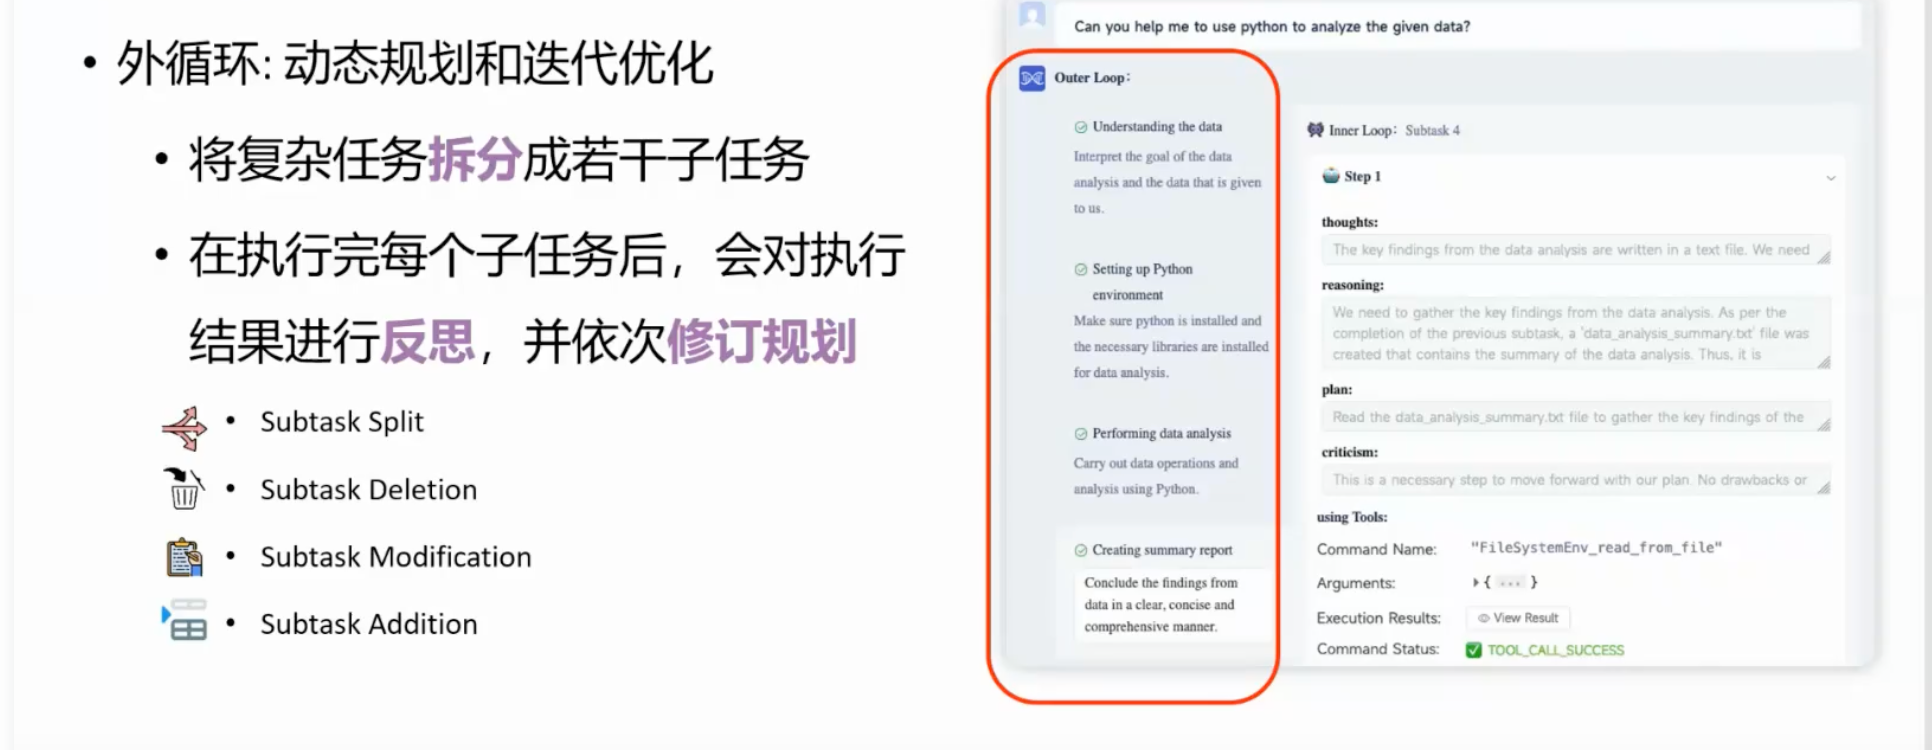 • 外循环: 动态规划和迭代优化
• 将复杂任务拆分成若干子任务
• 在执行完每个子任务后，会对执行
结果进行反思，并依次修订规划
• Subtask Split
• Subtask Deletion
• Subtask Modification
• Subtask Addition
Can you help me to use python to analyze the given data?
Outer Loop:
Understanding the data
Interpret the goal of the data
analysis and the data that is given
to us.
Setting up Python
environment
Make sure python is installed and
the necessary libraries are installed
for data analysis.
Performing data analysis
Carry out data operations and
analysis using Python.
Creating summary report
Conclude the findings from
data in a clear, concise and
comprehensive manner.
Inner Loop: Subtask 4
Step 1
thoughts:
The key findings from the data analysis are written in a text file. We need
reasoning:
We need to gather the key findings from the data analysis. As per the
completion of the previous subtask, a 'data_analysis_summary.txt' file was
created that contains the summary of the data analysis. Thus, it is
plan:
Read the data_analysis_summary.txt file to gather the key findings of the
criticism:
This is a necessary step to move forward with our plan. No drawbacks or
using Tools:
Command Name: "FileSystemEnv_read_from_file"
Arguments: { ... }
Execution Results: View Result
Command Status: TOOL_CALL_SUCCESS